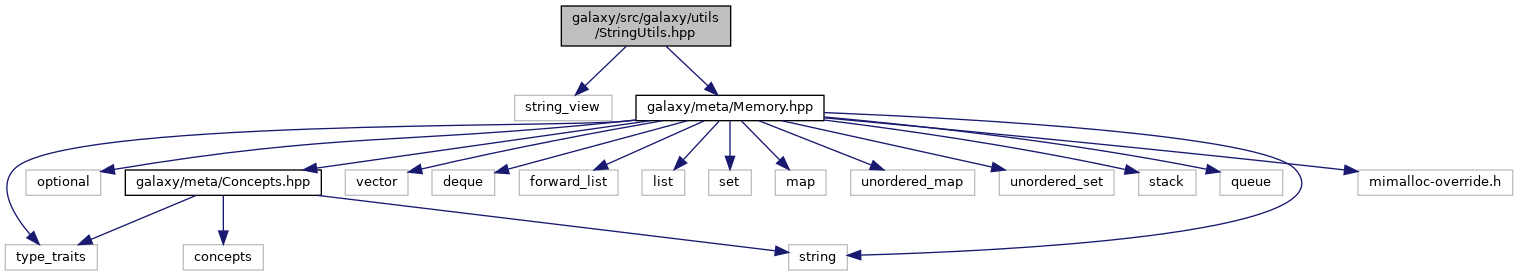 galaxy/src/galaxy/utils
/StringUtils.hpp
string_view
galaxy/meta/Memory.hpp
optional
galaxy/meta/Concepts.hpp
vector
deque
forward_list
list
set
map
unordered_map
unordered_set
stack
queue
mimalloc-override.h
type_traits
concepts
string